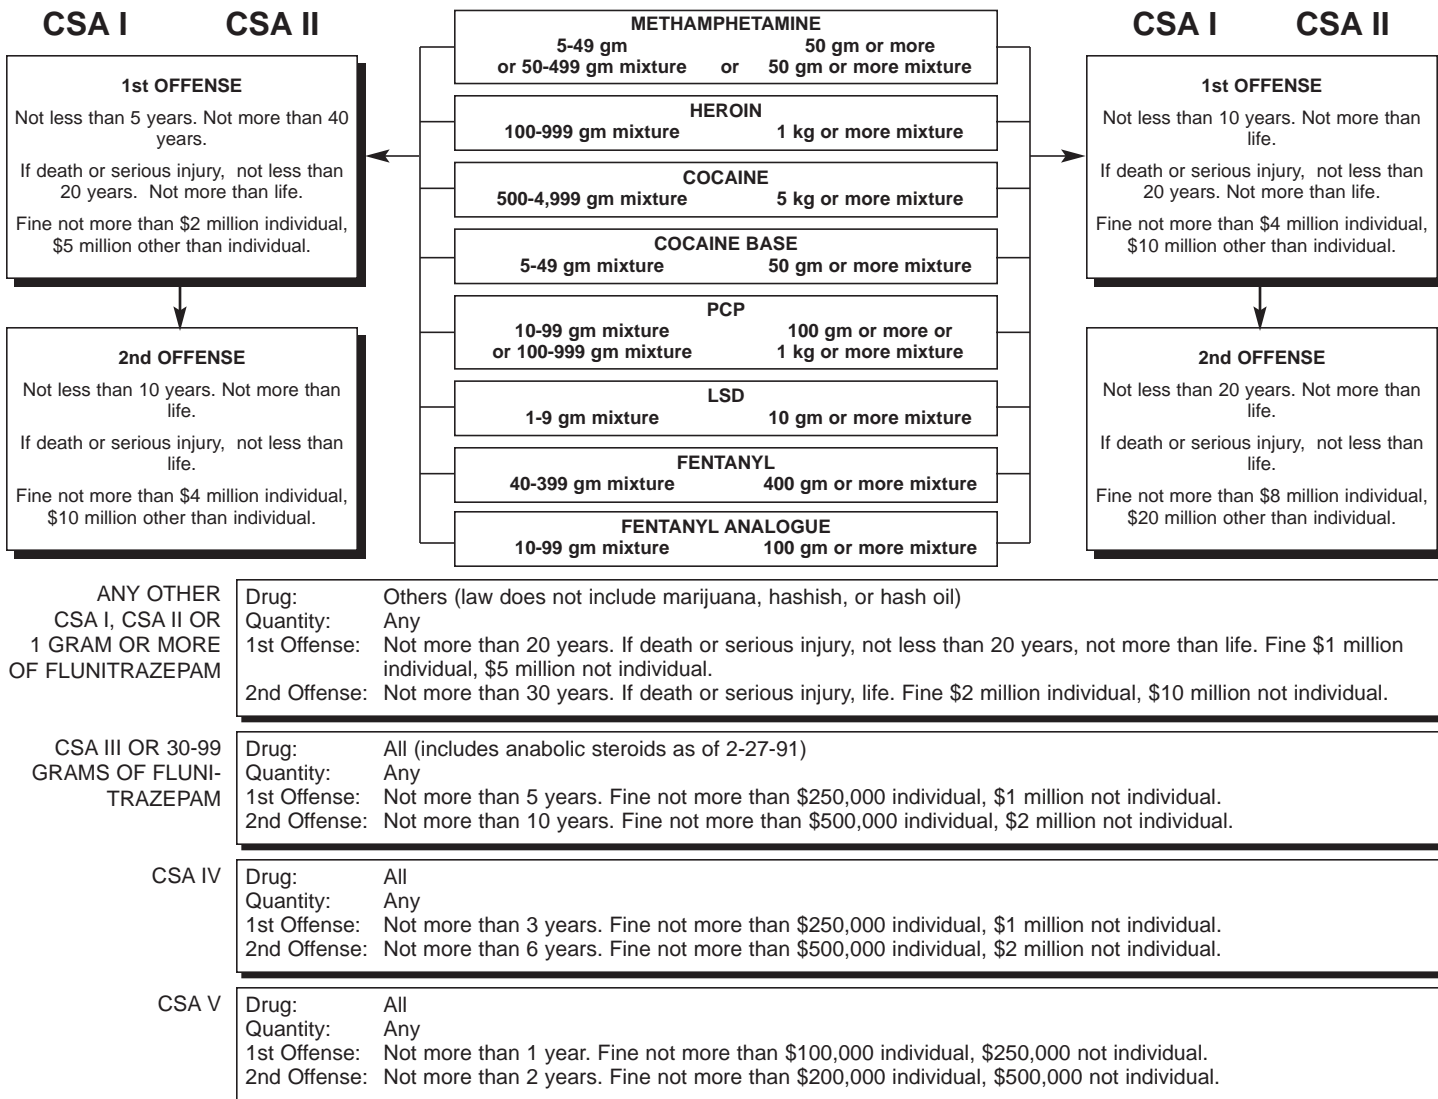 CSA I CSA II
1st OFFENSE
Not less than 5 years. Not more than 40
years.
If death or serious injury, not less than
20 years. Not more than life.
Fine not more than $2 million individual,
$5 million other than individual.
2nd OFFENSE
Not less than 10 years. Not more than
life.
If death or serious injury, not less than
life.
Fine not more than $4 million individual,
$10 million other than individual.
METHAMPHETAMINE
5-49 gm 50 gm or more
or 50-499 gm mixture or 50 gm or more mixture
HEROIN
100-999 gm mixture 1 kg or more mixture
COCAINE
500-4,999 gm mixture 5 kg or more mixture
COCAINE BASE
5-49 gm mixture 50 gm or more mixture
PCP
10-99 gm mixture 100 gm or more or
or 100-999 gm mixture 1 kg or more mixture
LSD
1-9 gm mixture 10 gm or more mixture
FENTANYL
40-399 gm mixture 400 gm or more mixture
FENTANYL ANALOGUE
10-99 gm mixture 100 gm or more mixture
CSA I CSA II
1st OFFENSE
Not less than 10 years. Not more than
life.
If death or serious injury, not less than
20 years. Not more than life.
Fine not more than $4 million individual,
$10 million other than individual.
2nd OFFENSE
Not less than 20 years. Not more than
life.
If death or serious injury, not less than
life.
Fine not more than $8 million individual,
$20 million other than individual.
ANY OTHER
CSA I, CSA II OR
1 GRAM OR MORE
OF FLUNITRAZEPAM
Drug: Others (law does not include marijuana, hashish, or hash oil)
Quantity: Any
1st Offense: Not more than 20 years. If death or serious injury, not less than 20 years, not more than life. Fine $1 million
individual, $5 million not individual.
2nd Offense: Not more than 30 years. If death or serious injury, life. Fine $2 million individual, $10 million not individual.
CSA III OR 30-99
GRAMS OF FLUNI-
TRAZEPAM
Drug: All (includes anabolic steroids as of 2-27-91)
Quantity: Any
1st Offense: Not more than 5 years. Fine not more than $250,000 individual, $1 million not individual.
2nd Offense: Not more than 10 years. Fine not more than $500,000 individual, $2 million not individual.
CSA IV
Drug: All
Quantity: Any
1st Offense: Not more than 3 years. Fine not more than $250,000 individual, $1 million not individual.
2nd Offense: Not more than 6 years. Fine not more than $500,000 individual, $2 million not individual.
CSA V
Drug: All
Quantity: Any
1st Offense: Not more than 1 year. Fine not more than $100,000 individual, $250,000 not individual.
2nd Offense: Not more than 2 years. Fine not more than $200,000 individual, $500,000 not individual.